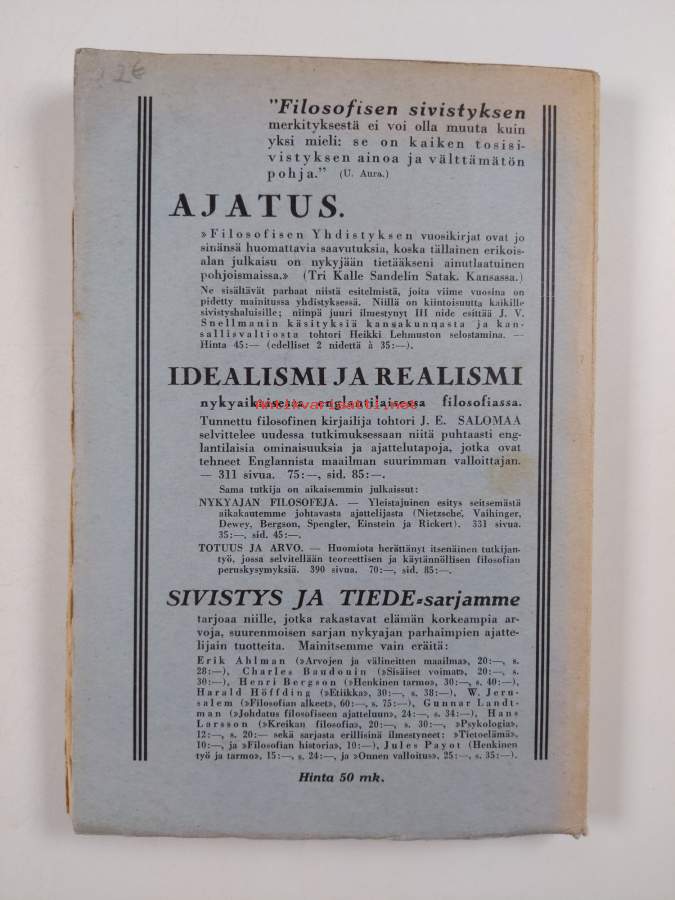 2€
"Filosofisen sivistyksen
merkityksestä ei voi olla muuta kuin
yksi mieli: se on kaiken tosisi-
vistyksen ainoa ja välttämätön
pohja." (U. Aura.)
AJATUS.
»Filosofisen Yhdistyksen vuosikirjat ovat jo
sinänsä huomattavia saavutuksia, koska tällainen erikois-
alan julkaisu on nykyjään tietääkseni ainutlaatuinen
pohjoismaissa.» (Tri Kalle Sandelin Satak. Kansassa.)
Ne sisältävät parhaat niistä esitelmistä, joita viime vuosina on
pidetty mainitussa yhdistyksessä. Niillä on kiintoisuutta kaikille
sivistyshaluisille; niinpä juuri ilmestynyt III nide esittää J. V.
Snellmanin käsityksiä kansakunnasta ja kan-
sallisvaltiosta tohtori Heikki Lehmuston selostamina. —
Hinta 45:— (edelliset 2 nidettä à 35:—).
IDEALISMI JA REALISMI
nykyaikaisessa englantilaisessa filosofiassa.
Antikvariaatti.net
Tunnettu filosofinen kirjailija tohtori J. E. SALOMAA
selvittelee uudessa tutkimuksessaan niitä puhtaasti eng-
lantilaisia ominaisuuksia ja ajattelutapoja, jotka ovat
tehneet Englannista maailman suurimman valloittajan.
— 311 sivua. 75:—, sid. 85:—.
Sama tutkija on aikaisemmin julkaissut:
NYKYAJAN FILOSOFEJA. — Yleistajuinen esitys seitsemästä
aikakautemme johtavasta ajattelijasta (Nietzsche, Vaihinger,
Dewey, Bergson, Spengler, Einstein ja Rickert). 331 sivua.
35:—, sid. 45:—.
TOTUUS JA ARVO. — Huomiota herättänyt itsenäinen tutkijan-
työ, jossa selvitellään teoreettisen ja käytännöllisen filosofian
peruskysymyksiä. 390 sivua. 70:—, sid. 85:—.
SIVISTYS JA TIEDE-sarjamme
tarjoaa niille, jotka rakastavat elämän korkeampia ar-
voja, suurenmoisen sarjan nykyajan parhaimpien ajatte-
lijain tuotteita. Mainitsemme vain eräitä:
Erik Ahlman (»Arvojen ja välineitten maailma», 20:—, s.
28:—), Charles Baudouin (»Sisäiset voimat», 20:—, s.
30:—), Henri Bergson (»Henkinen tarmo», 30:—, s. 40:—),
Harald Höffding (»Etiikka», 30:—, s. 38:—), W. Jeru-
salem (»Filosofian alkeet», 60:—, s. 75:—), Gunnar Landt-
man (»Johdatus filosofiseen ajatteluun», 24:—, s. 34:—), Hans
Larsson (»Kreikan filosofia», 20:—, s. 30:—, »Psykologia»,
12:—, s. 20:— sekä sarjasta erillisinä ilmestyneet: »Tietoelämä»,
10:—, ja »Filosofian historia», 10:—), Jules Payot (Henkinen
työ ja tarmo», 15:—, s. 24:—, ja »Onnen valloitus», 25:—, s. 35:—).
Hinta 50 mk.